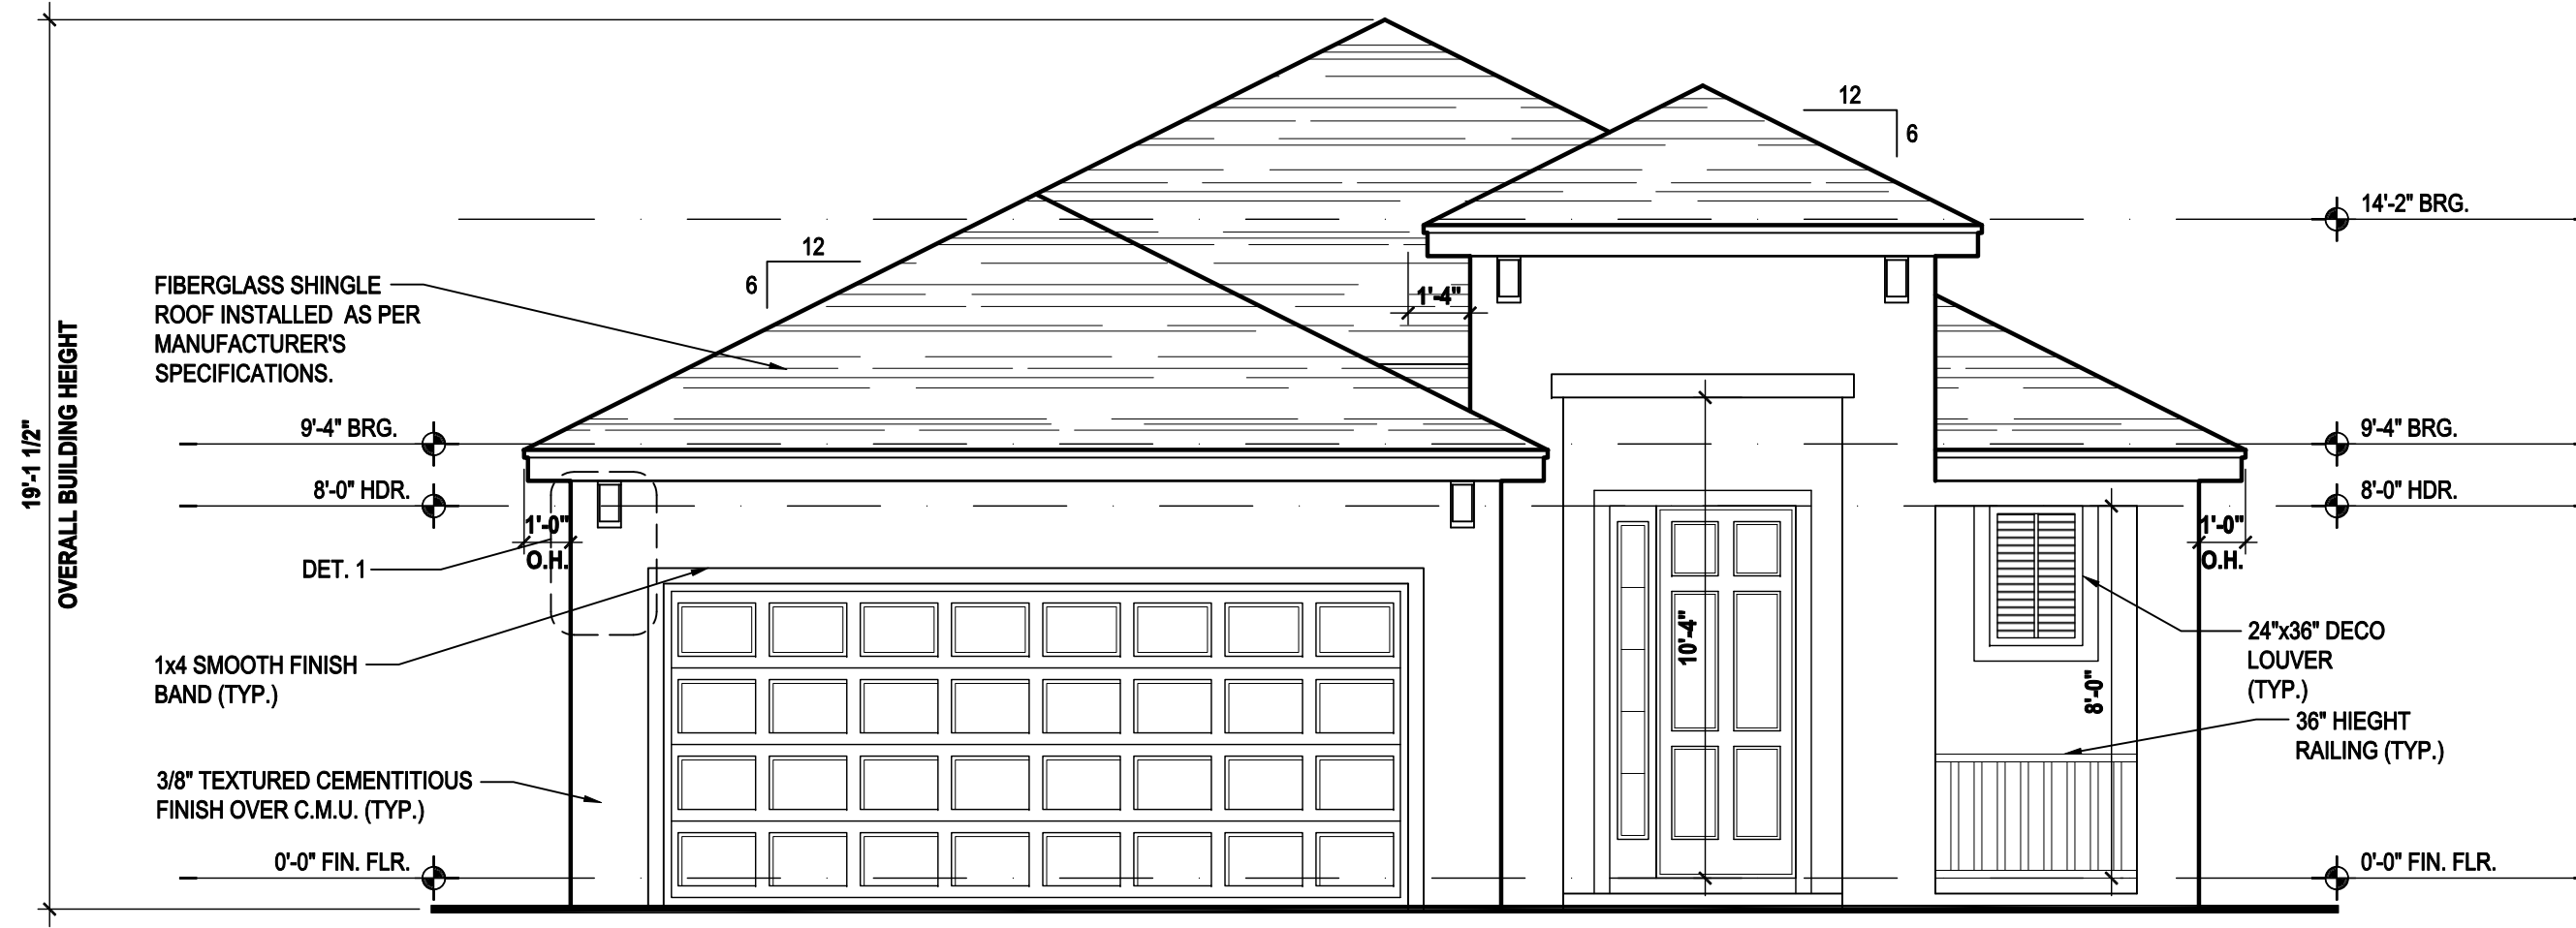 19'-1 1/2"
OVERALL BUILDING HEIGHT
12
6
14'-2" BRG.
12
6
FIBERGLASS SHINGLE
ROOF INSTALLED AS PER
MANUFACTURER'S
SPECIFICATIONS.
1'-4"
9'-4" BRG.
9'-4" BRG.
8'-0" HDR.
8'-0" HDR.
1'-0"
O.H.
1'-0"
O.H.
DET. 1
10'-4"
24"x36" DECO
LOUVER
(TYP.)
1x4 SMOOTH FINISH
BAND (TYP.)
8'-0"
36" HIEGHT
RAILING (TYP.)
3/8" TEXTURED CEMENTITIOUS
FINISH OVER C.M.U. (TYP.)
0'-0" FIN. FLR.
0'-0" FIN. FLR.